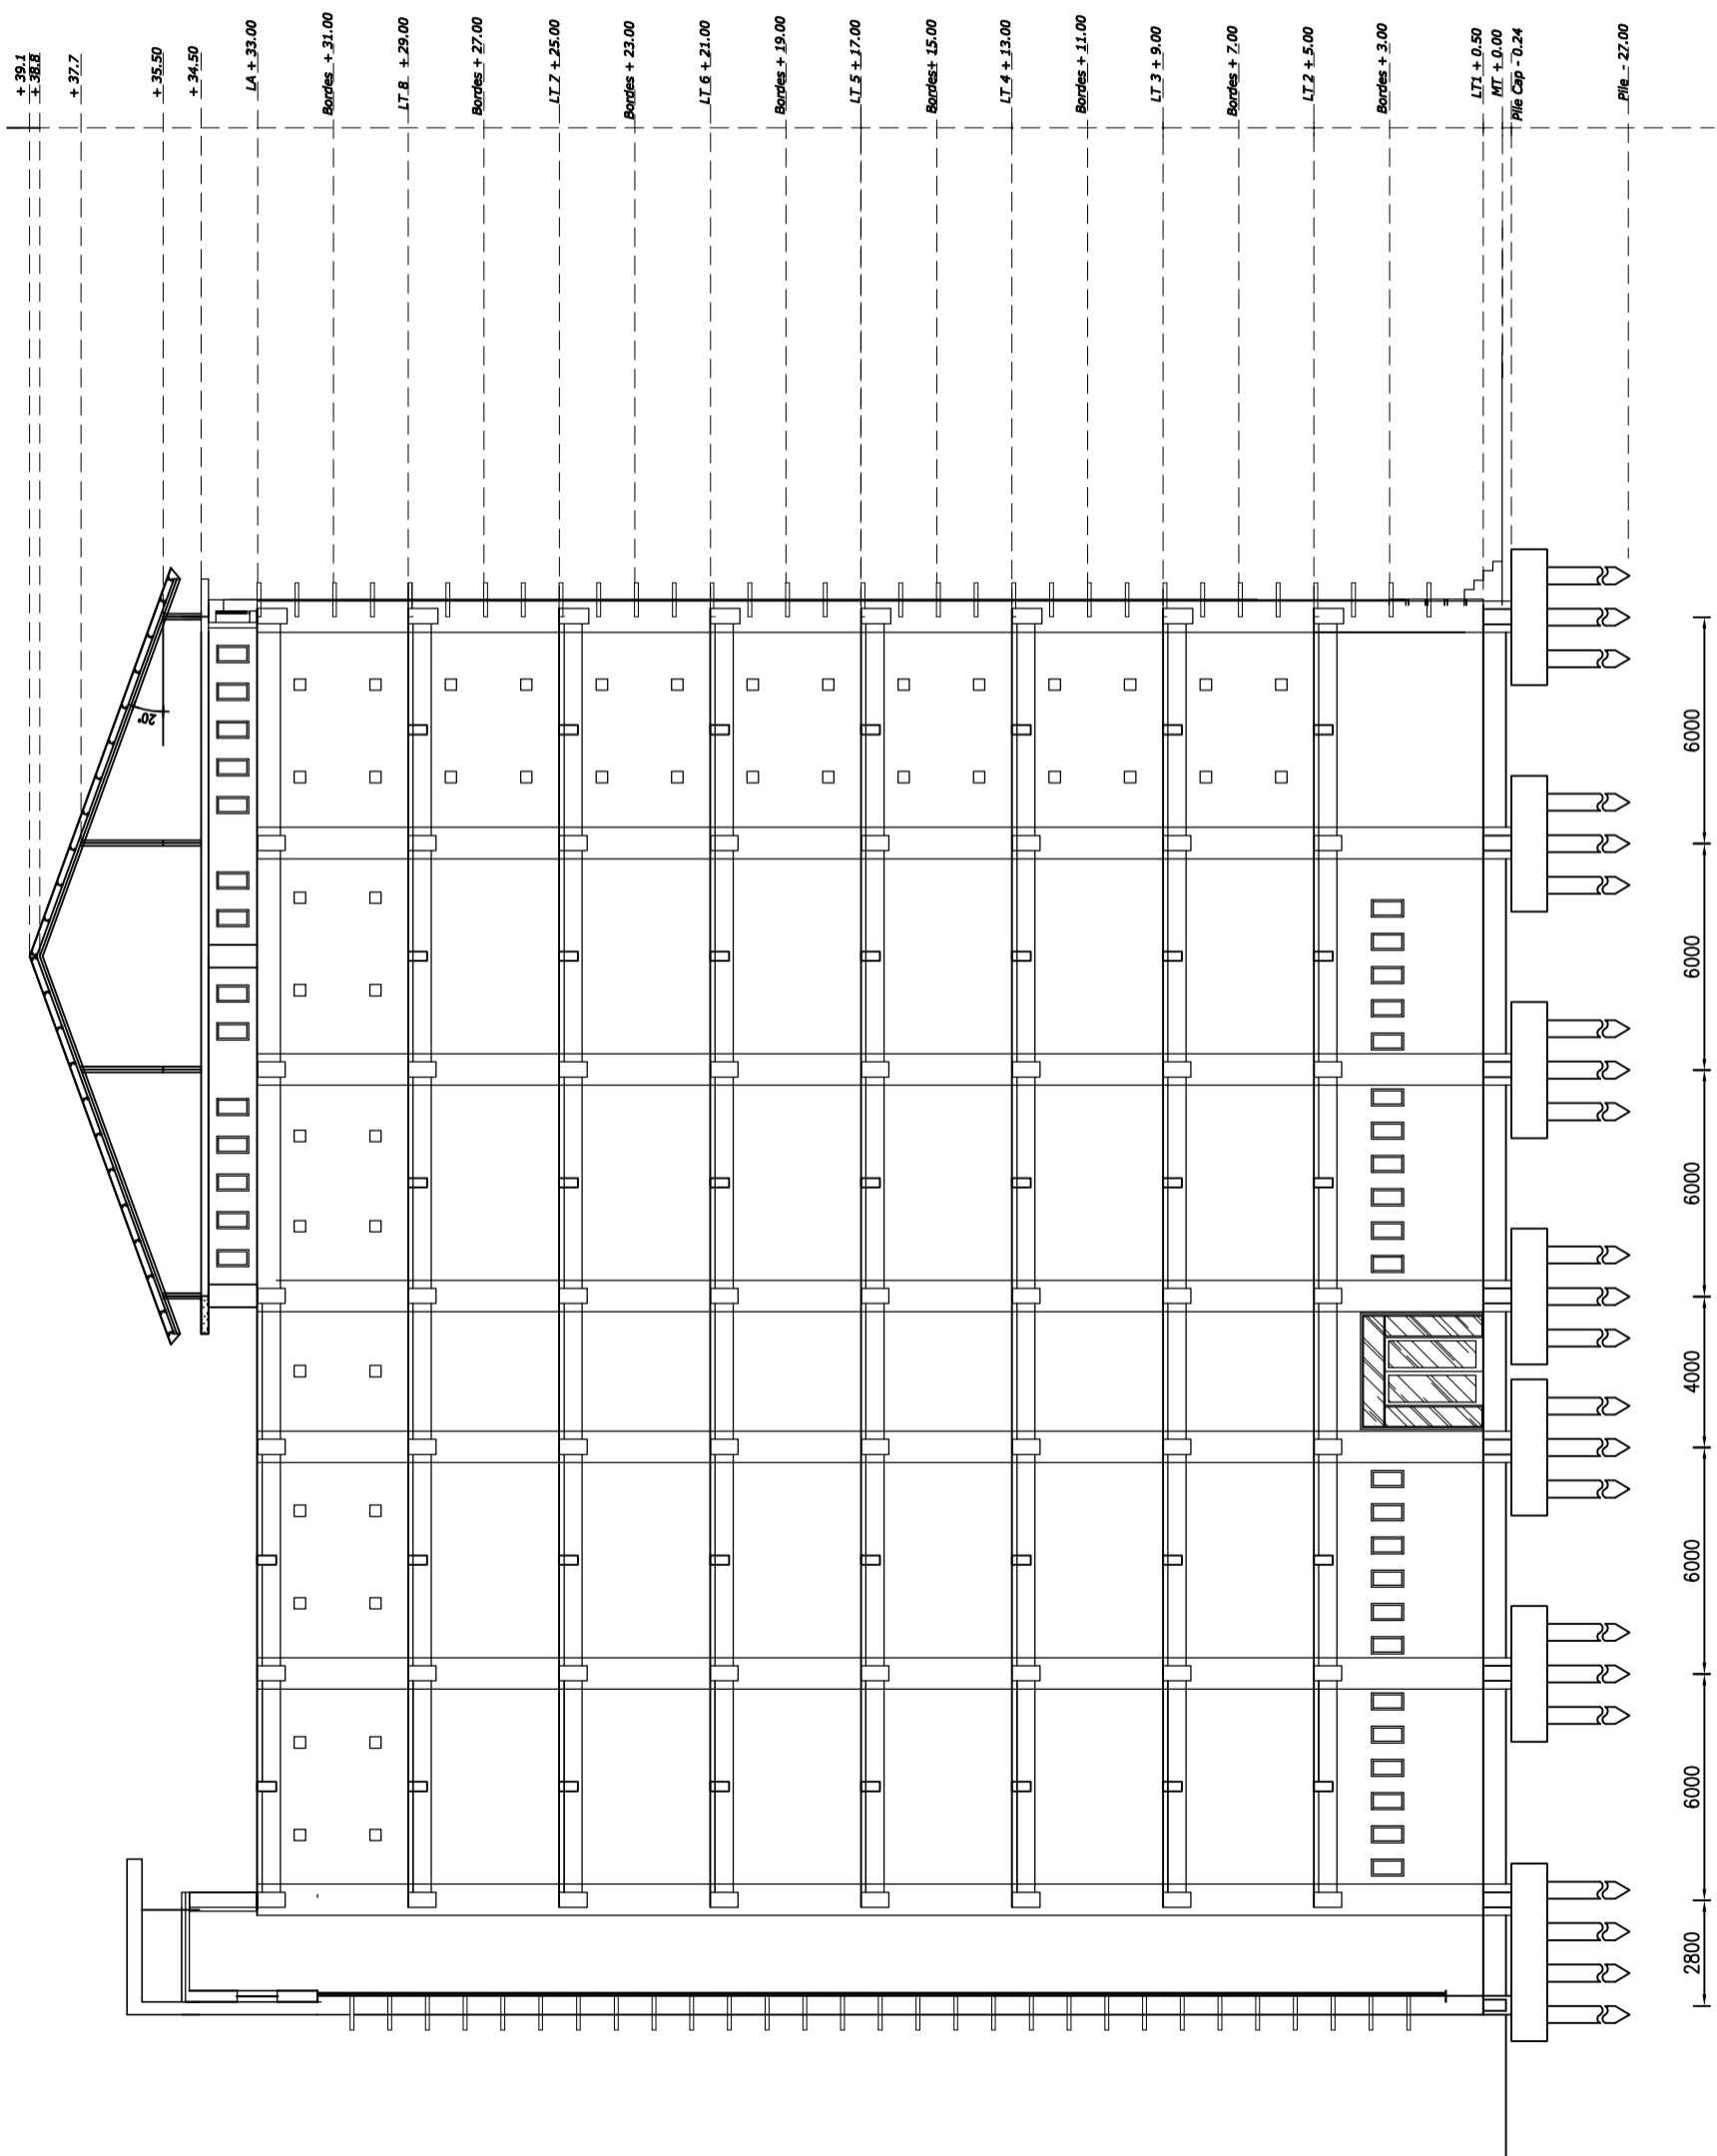 + 39.1
+ 38.8
+ 37.7
+ 35.50
+ 34.50
LA + 33.00
Bordes + 31.00
LT 8 + 29.00
Bordes + 27.00
LT 7 + 25.00
Bordes + 23.00
LT 6 + 21.00
Bordes + 19.00
LT 5 + 17.00
Bordes+ 15.00
LT 4 + 13.00
Bordes + 11.00
LT 3 + 9.00
Bordes + 7.00
LT 2 + 5.00
Bordes + 3.00
LT1 + 0.50
MT + 0.00
Pile Cap - 0.24
Pile - 27.00
20°
2800
6000
6000
4000
6000
6000
6000